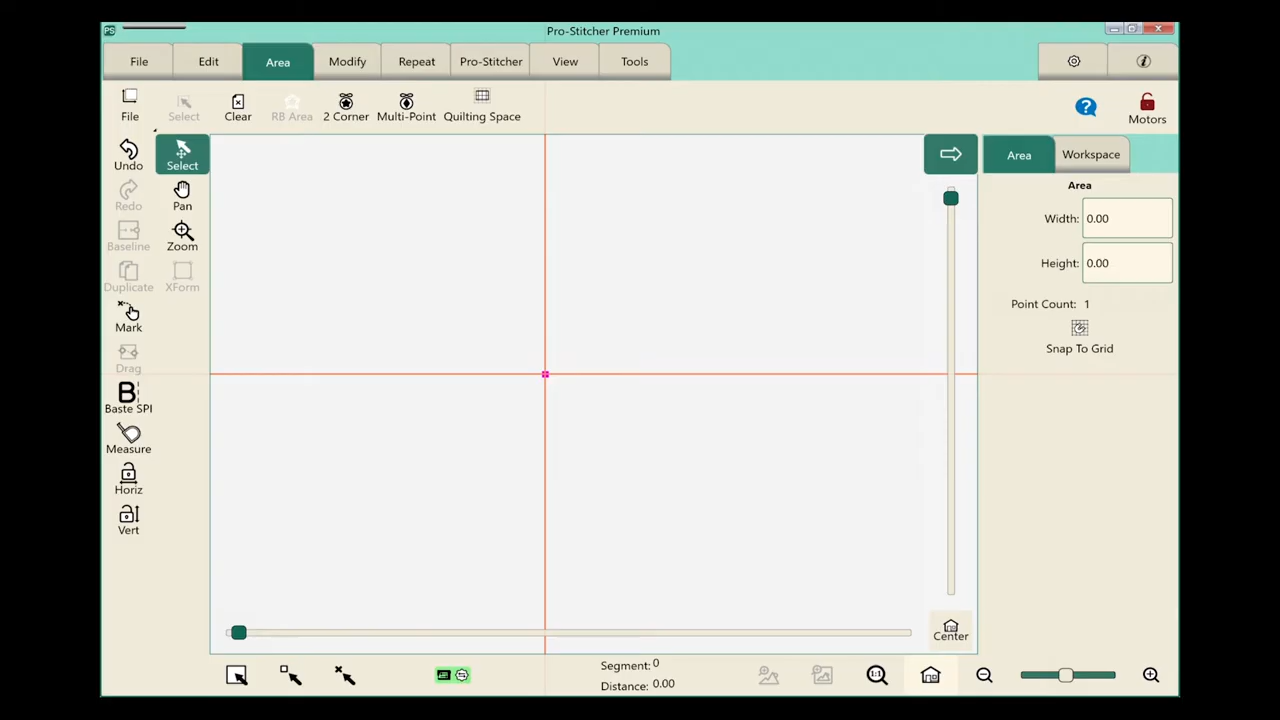 PS
Pro-Stitcher Premium
File Edit Area Modify Repeat Pro-Stitcher View Tools
File Select Clear RB Area 2 Corner Multi-Point Quilting Space
Motors
Undo Select
Redo Pan
Baseline Zoom
Duplicate XForm
Mark
Drag
B
Baste SPI
Measure
Horiz
Vert
Area Workspace
Area
Width: 0.00
Height: 0.00
Point Count: 1
Snap To Grid
Center
Segment: 0
Distance: 0.00
1:1